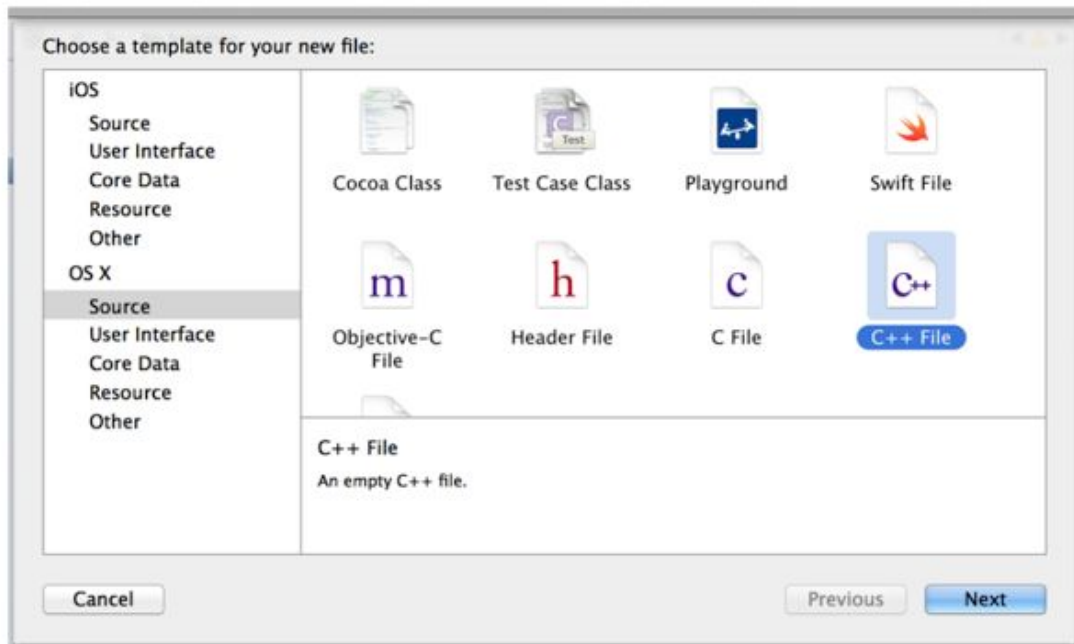 Choose a template for your new file:
iOS
Source
User Interface
Core Data
Resource
Other
OS X
Source
User Interface
Core Data
Resource
Other
Cocoa Class
C
Test
Test Case Class
Playground
Swift File
m
Objective-C
File
h
Header File
c
C File
C++
C++ File
C++ File
An empty C++ file.
Cancel
Previous
Next